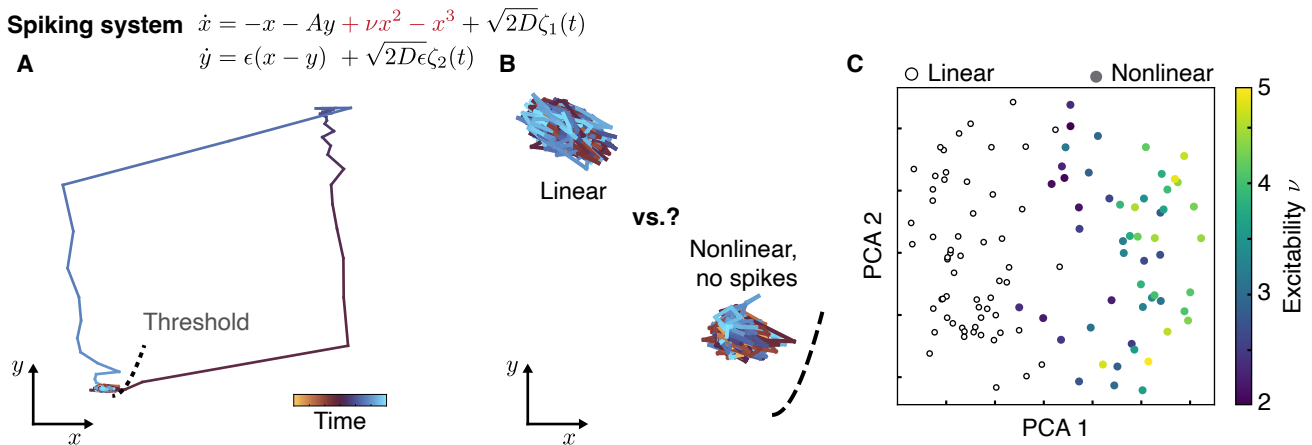 Spiking system ẋ = −x − Ay + νx² − x³ + √2Dζ₁(t)
ẏ = ϵ(x − y) + √2Dϵζ₂(t)
A
B
C
Threshold
y
x
Time
Linear
vs.?
Nonlinear,
no spikes
y
x
Linear
Nonlinear
PCA 2
PCA 1
5
4
3
2
Excitability ν